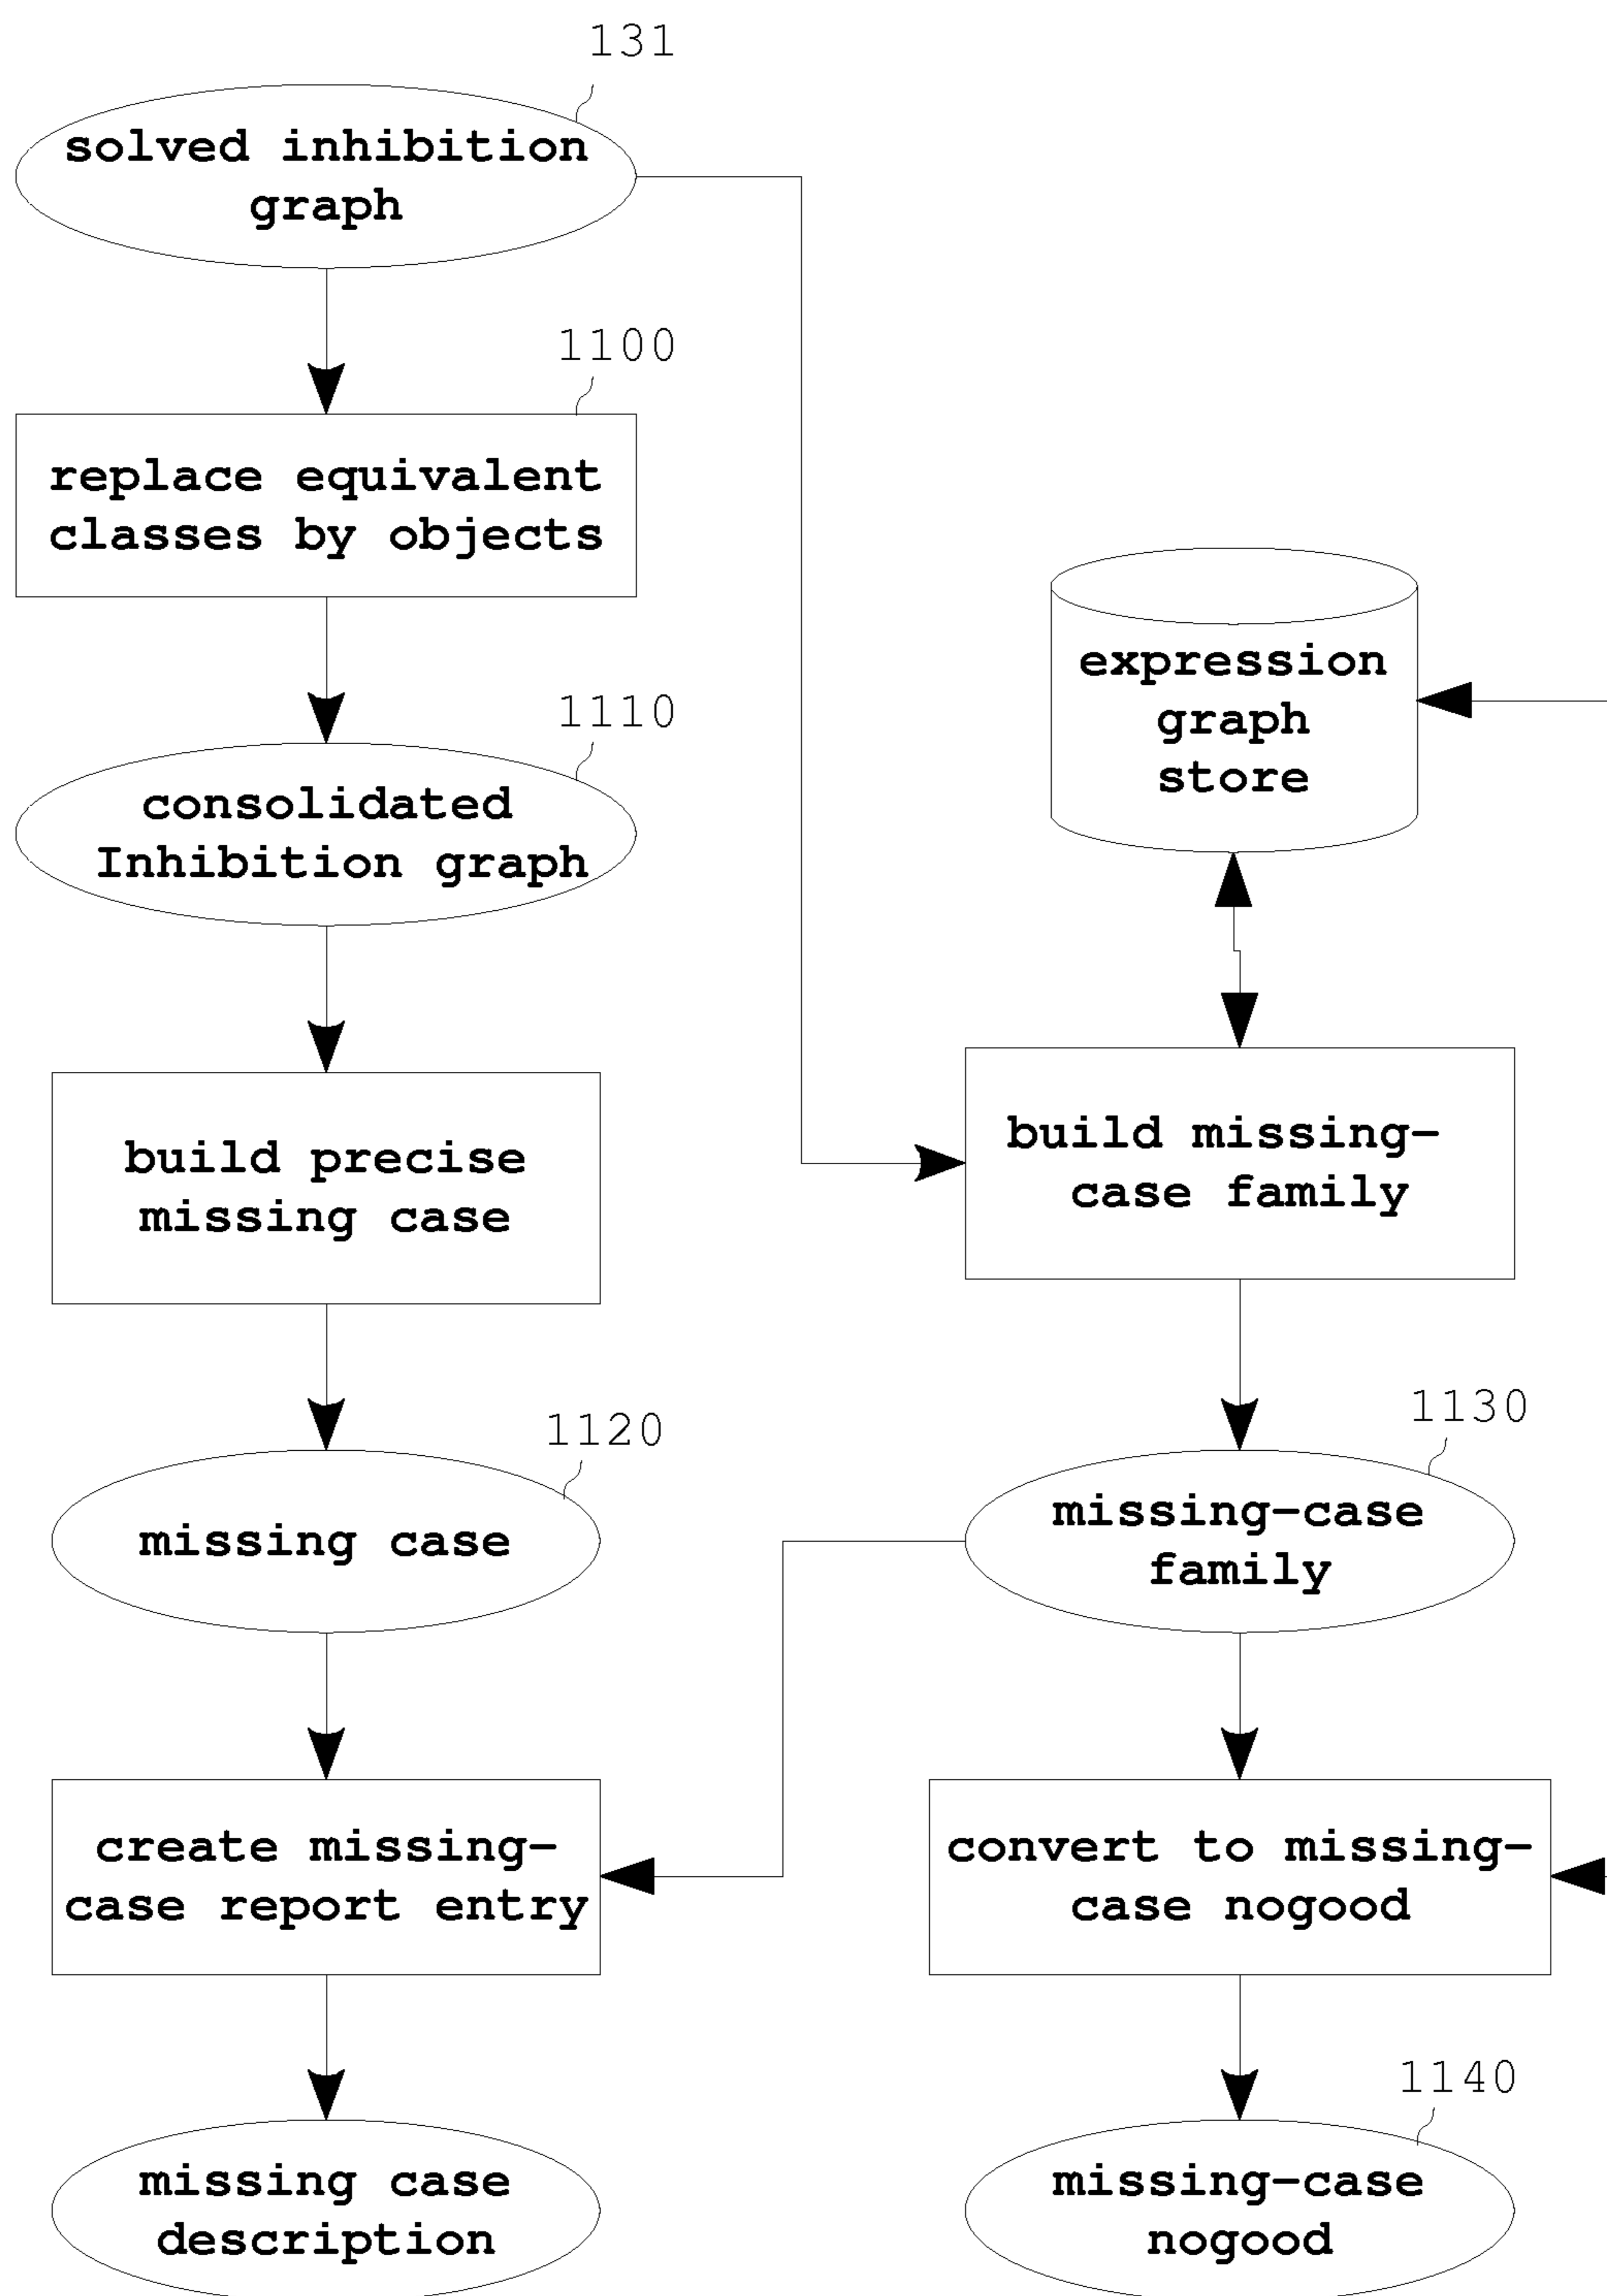 131
solved inhibition
graph
1100
replace equivalent
classes by objects
1110
consolidated
Inhibition graph
expression
graph
store
build precise
missing case
build missing-
case family
1120
missing case
1130
missing-case
family
create missing-
case report entry
convert to missing-
case nogood
missing case
description
1140
missing-case
nogood